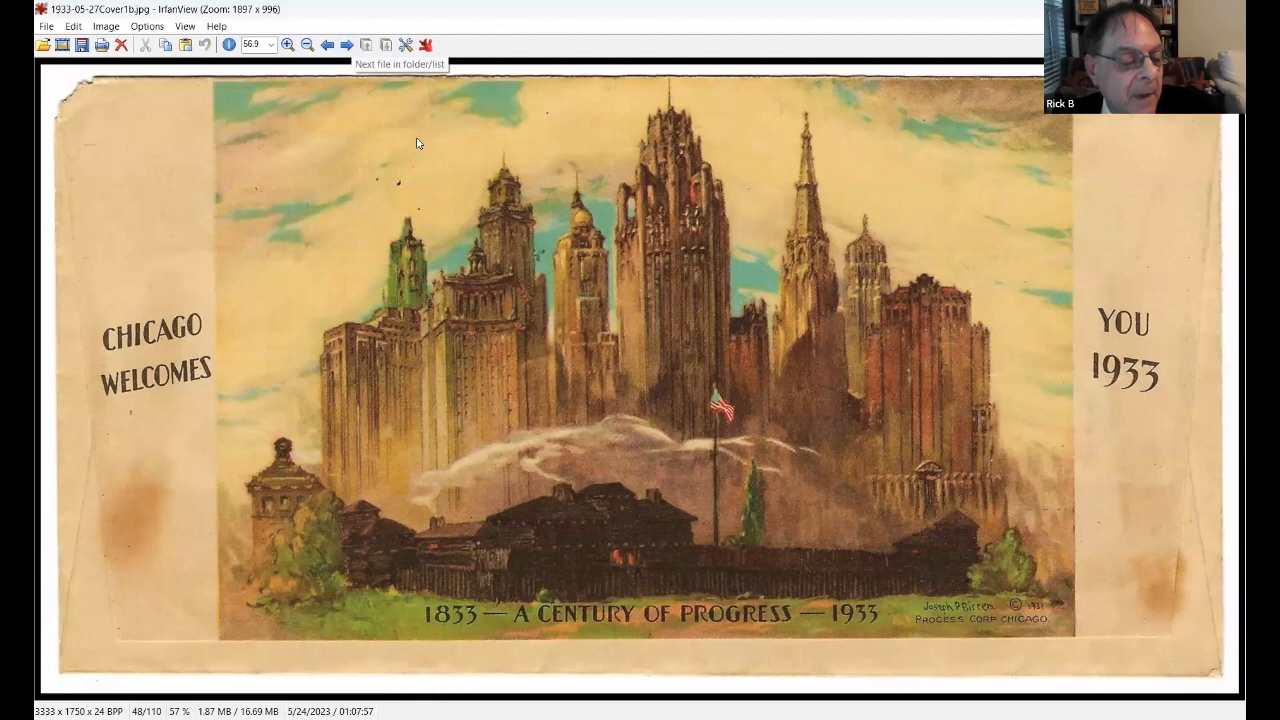 1933-05-27Cover1b.jpg - IrfanView (Zoom: 1897 x 996)
File Edit Image Options View Help
56.9
Next file in folder/list
Rick B
CHICAGO
WELCOMES
YOU
1933
1833 — A CENTURY OF PROGRESS — 1933
Joseph P Birren © 1931
PROCESS CORP CHICAGO
3333 x 1750 x 24 BPP 48/110 57 % 1.87 MB / 16.69 MB 5/24/2023 / 01:07:57